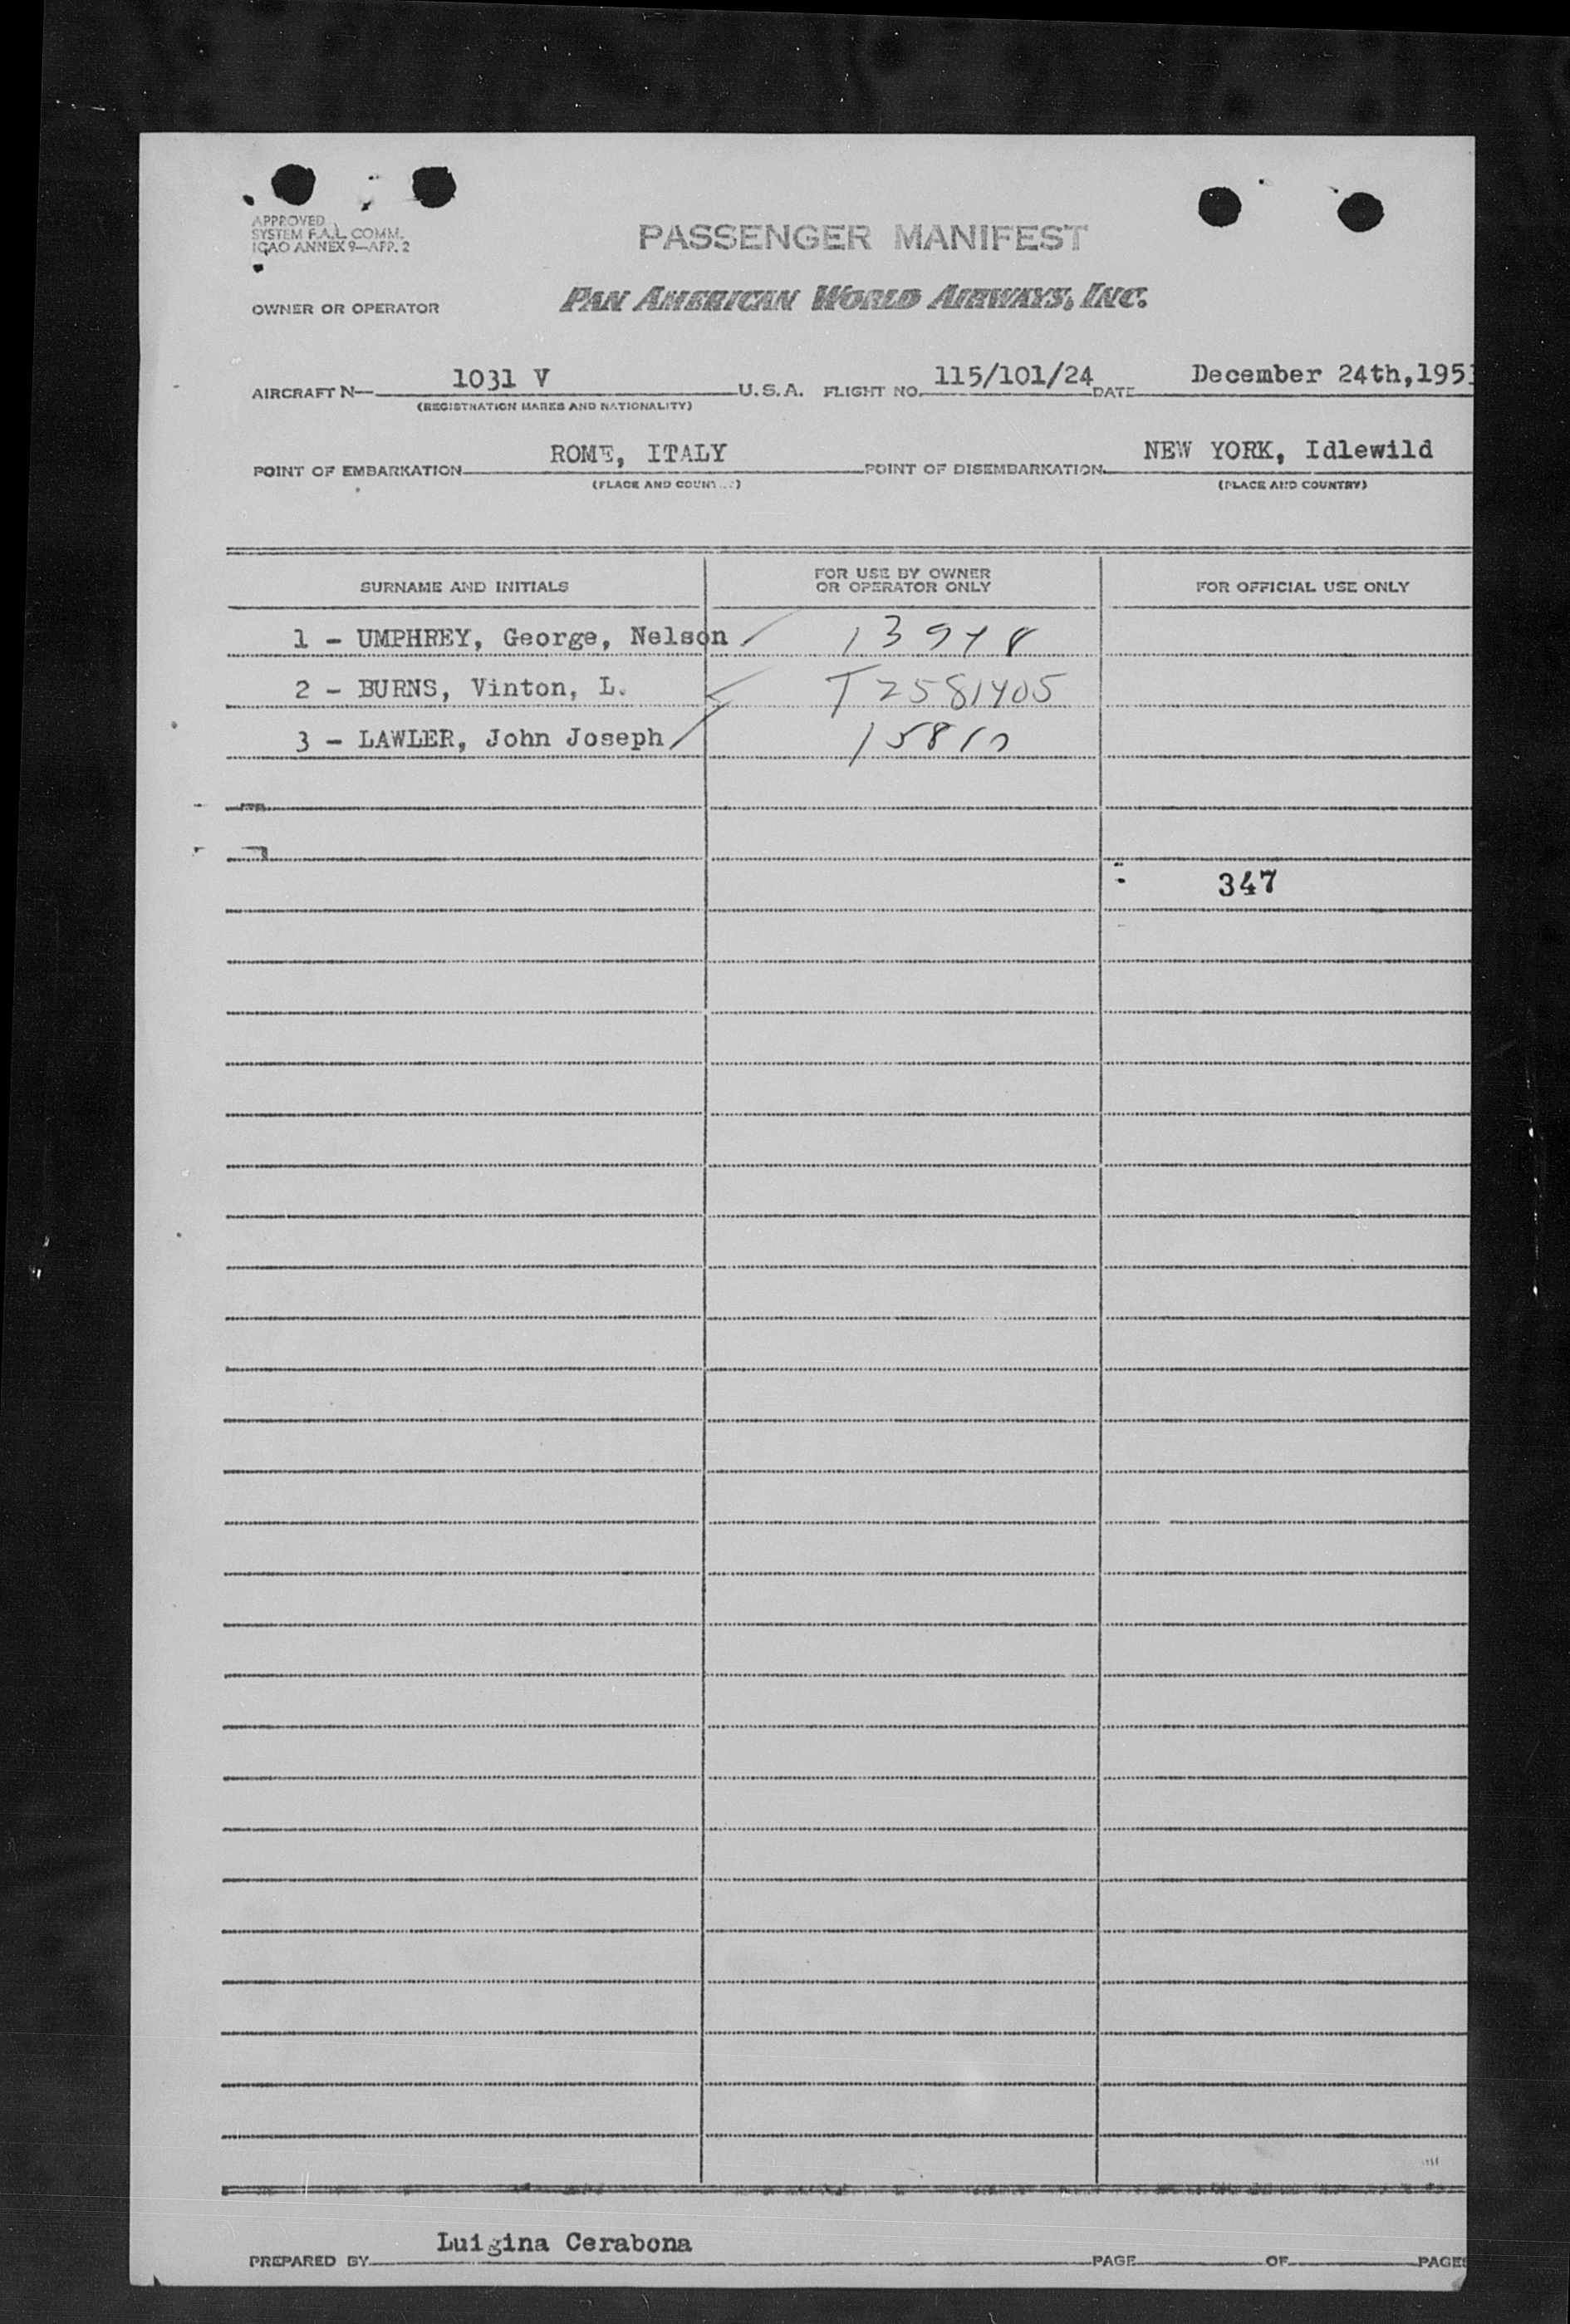 APPROVED
SYSTEM F.A.L. COMM.
ICAO ANNEX 9—APP. 2
PASSENGER MANIFEST
OWNER OR OPERATOR PAN AMERICAN WORLD AIRWAYS, INC.
AIRCRAFT N— 1031 V U.S.A. FLIGHT NO. 115/101/24 DATE December 24th,195
(REGISTRATION MARKS AND NATIONALITY)
POINT OF EMBARKATION ROME, ITALY POINT OF DISEMBARKATION NEW YORK, Idlewild
(PLACE AND COUNTRY) (PLACE AND COUNTRY)
SURNAME AND INITIALS FOR USE BY OWNER OR OPERATOR ONLY FOR OFFICIAL USE ONLY
1 - UMPHREY, George, Nelson
2 - BURNS, Vinton, L. T2581405
3 - LAWLER, John Joseph
347
PREPARED BY Luigina Cerabona PAGE OF PAGES